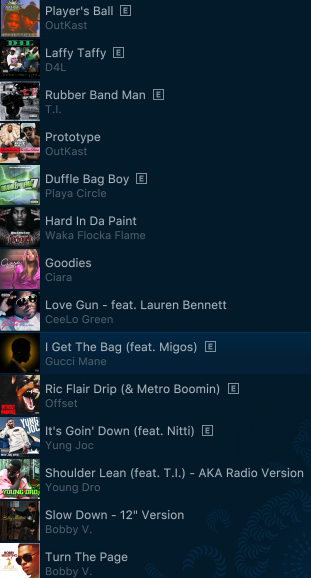 Player's Ball E
OutKast
Laffy Taffy E
D4L
Rubber Band Man E
T.I.
Prototype
OutKast
Duffle Bag Boy E
Playa Circle
Hard In Da Paint
Waka Flocka Flame
Goodies
Ciara
Love Gun - feat. Lauren Bennett
CeeLo Green
I Get The Bag (feat. Migos) E
Gucci Mane
Ric Flair Drip (& Metro Boomin) E
Offset
It's Goin' Down (feat. Nitti) E
Yung Joc
Shoulder Lean (feat. T.I.) - AKA Radio Version
Young Dro
Slow Down - 12" Version
Bobby V.
Turn The Page
Bobby V.